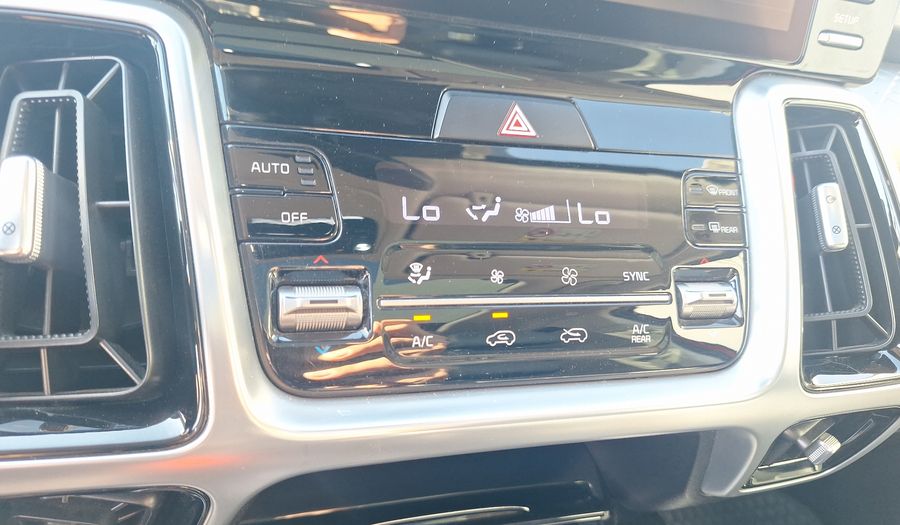 SETUP
AUTO
OFF
Lo
Lo
FRONT
REAR
SYNC
A/C
A/C
REAR